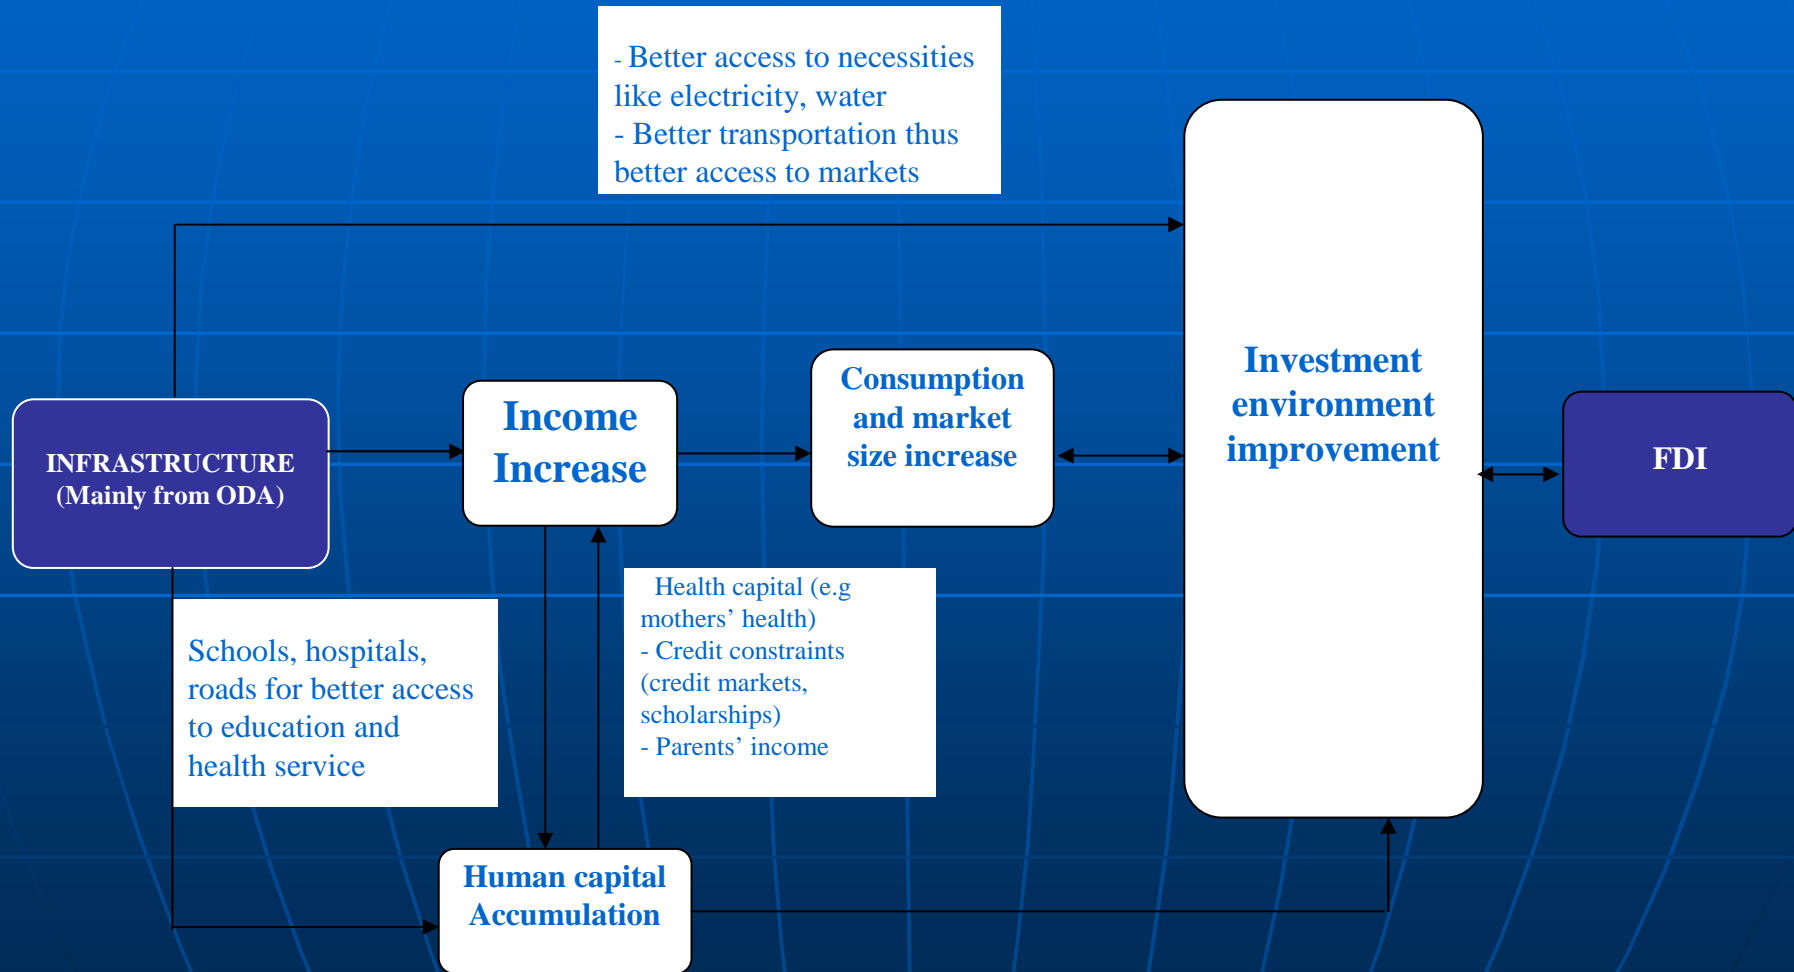 - Better access to necessities
like electricity, water
- Better transportation thus
better access to markets
INFRASTRUCTURE
(Mainly from ODA)
Income
Increase
Consumption
and market
size increase
Investment
environment
improvement
FDI
Schools, hospitals,
roads for better access
to education and
health service
Health capital (e.g
mothers’ health)
- Credit constraints
(credit markets,
scholarships)
- Parents’ income
Human capital
Accumulation